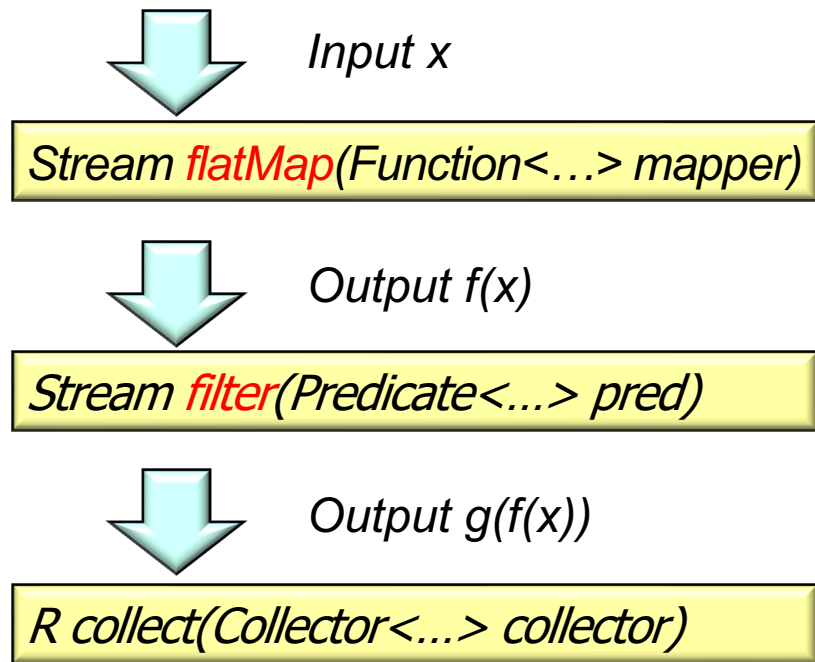 Input x
Stream flatMap(Function<…> mapper)
Output f(x)
Stream filter(Predicate<...> pred)
Output g(f(x))
R collect(Collector<...> collector)